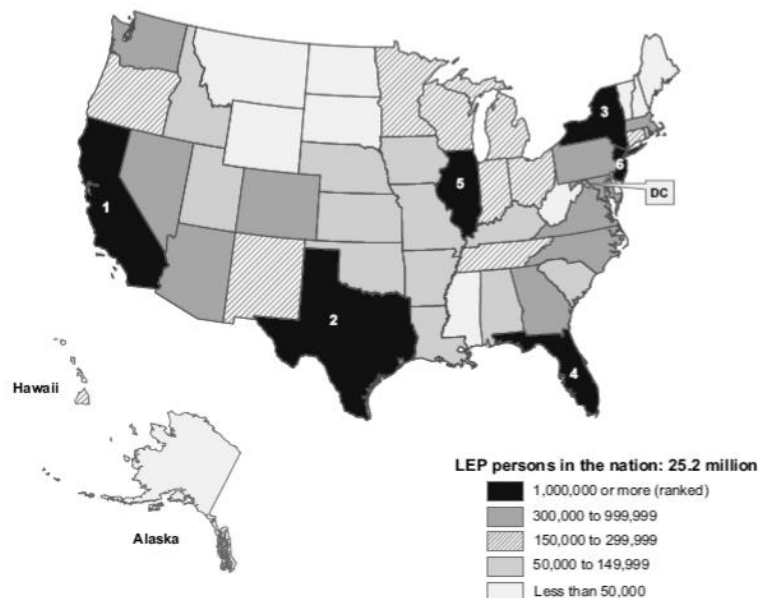 3
6
5
DC
1
2
4
Hawaii
Alaska
LEP persons in the nation: 25.2 million
1,000,000 or more (ranked)
300,000 to 999,999
150,000 to 299,999
50,000 to 149,999
Less than 50,000